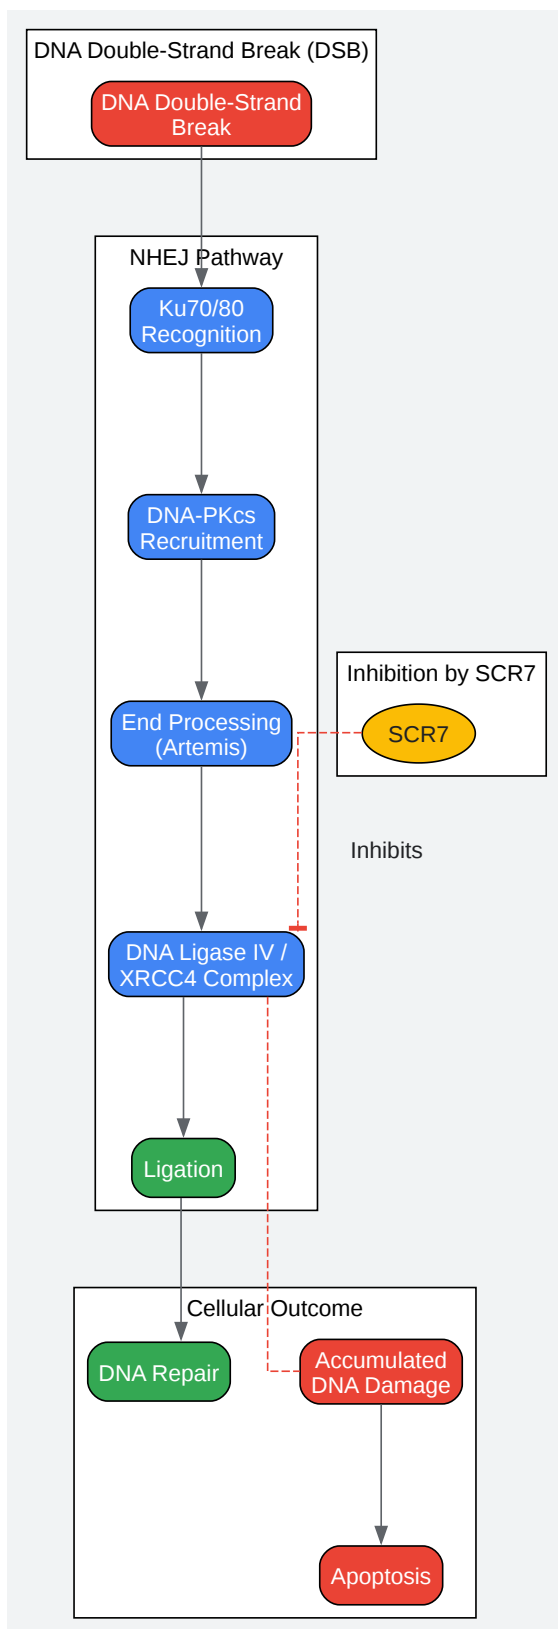 DNA Double-Strand Break (DSB)
DNA Double-Strand
Break
NHEJ Pathway
Ku70/80
Recognition
DNA-PKcs
Recruitment
End Processing
(Artemis)
Inhibition by SCR7
SCR7
Inhibits
DNA Ligase IV /
XRCC4 Complex
Ligation
Cellular Outcome
DNA Repair
Accumulated
DNA Damage
Apoptosis